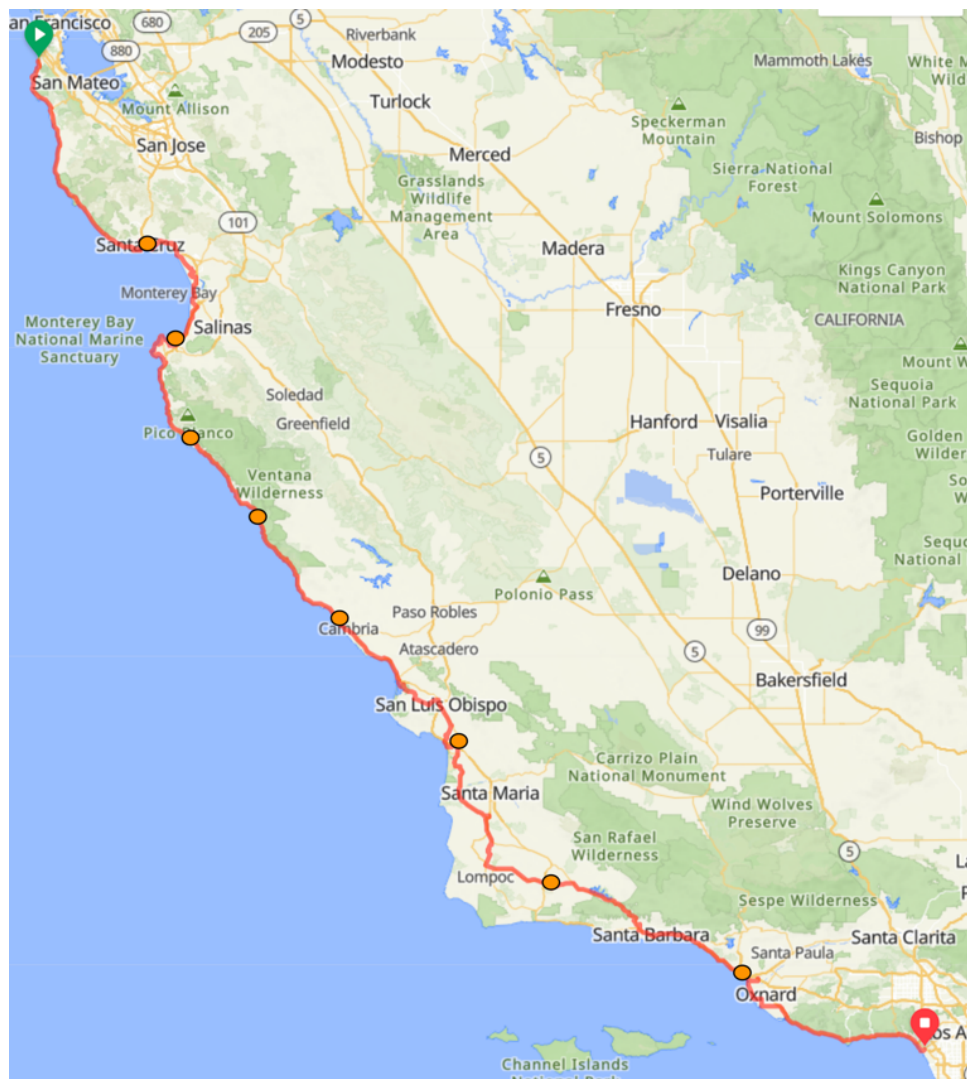 an Francisco
680
5
205
Riverbank
880
Modesto
Mammoth Lakes
White M
Wild
San Mateo
Mount Allison
Turlock
Speckerman
Mountain
Bishop
San Jose
Merced
Sierra National
Forest
Grasslands
Wildlife
Management
Area
101
Mount Solomons
Santa Cruz
Madera
Kings Canyon
National Park
Monterey Bay
Fresno
CALIFORNIA
Monterey Bay
National Marine
Sanctuary
Salinas
Mount W
Sequoia
National Park
Soledad
Greenfield
Hanford
Visalia
Pico Blanco
Tulare
Golden
Wilder
5
Ventana
Wilderness
Porterville
So
W
Sequo
National
Delano
Polonio Pass
Paso Robles
Cambria
99
Atascadero
5
Bakersfield
San Luis Obispo
Carrizo Plain
National Monument
Santa Maria
Wind Wolves
Preserve
San Rafael
Wilderness
5
La
Lompoc
Sespe Wilderness
Santa Barbara
Santa Clarita
Santa Paula
Oxnard
os A
Channel Islands